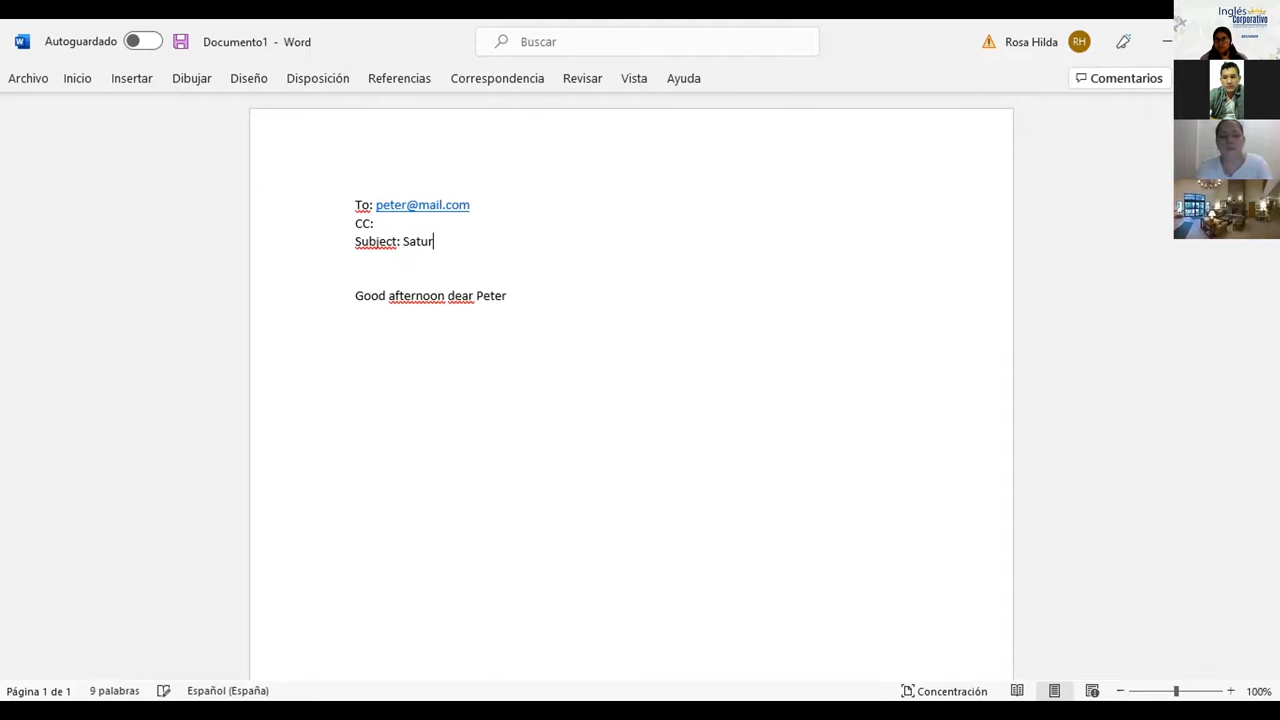 Autoguardado
Documento1 - Word
Buscar
Rosa Hilda
RH
Archivo Inicio Insertar Dibujar Diseño Disposición Referencias Correspondencia Revisar Vista Ayuda
Comentarios
Inglés
Corporativo
To: peter@mail.com
CC:
Subject: Satur
Good afternoon dear Peter
Página 1 de 1 9 palabras Español (España) Concentración 100%